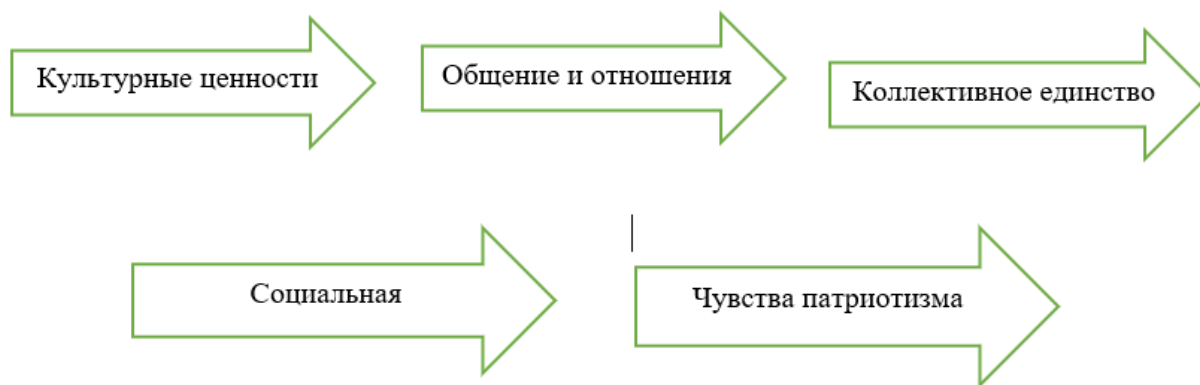 Культурные ценности
Общение и отношения
Коллективное единство
Социальная
Чувства патриотизма